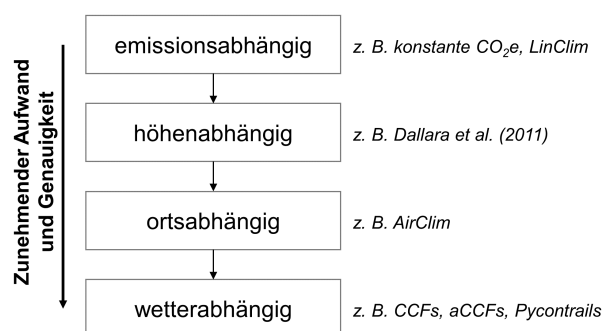 Zunehmender Aufwand
und Genauigkeit
emissionsabhängig
z. B. konstante CO₂e, LinClim
höhenabhängig
z. B. Dallara et al. (2011)
ortsabhängig
z. B. AirClim
wetterabhängig
z. B. CCFs, aCCFs, Pycontrails